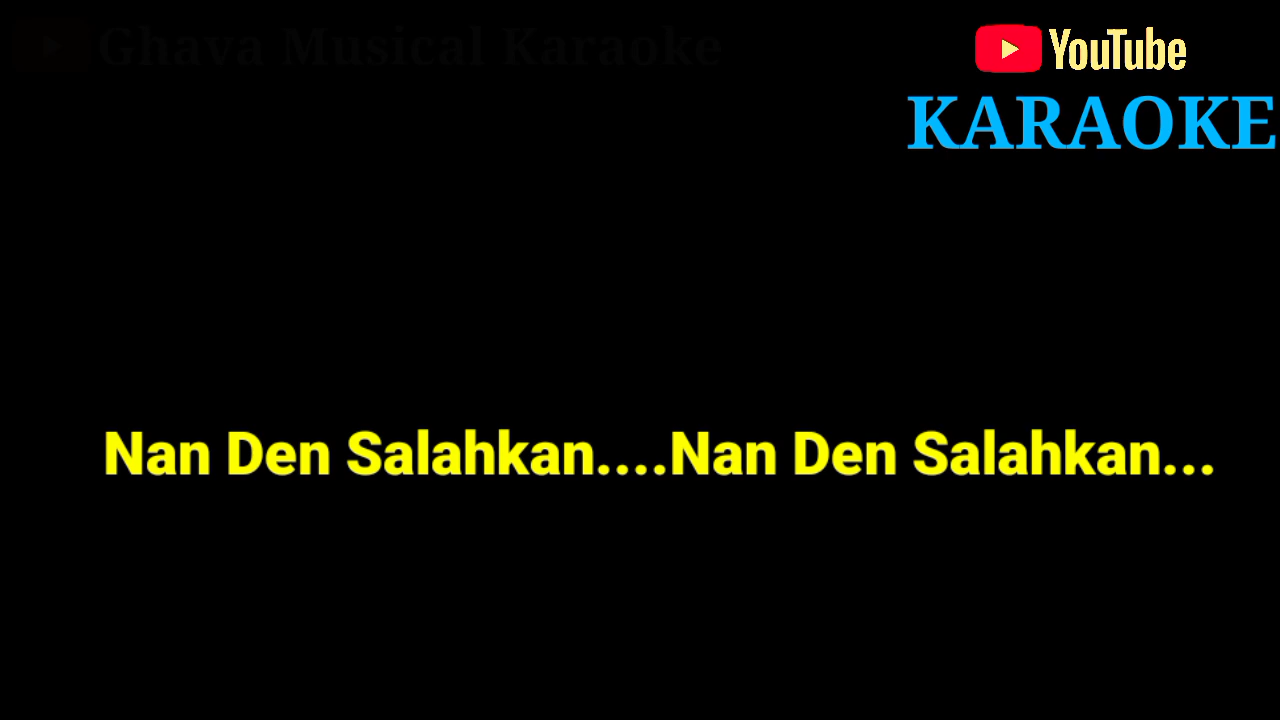 Ghava Musical Karaoke
YouTube
KARAOKE
Nan Den Salahkan....Nan Den Salahkan...